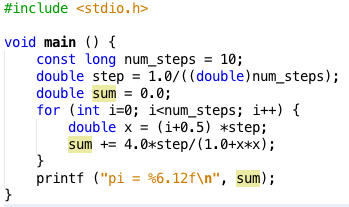 #include <stdio.h>
void main () {
const long num_steps = 10;
double step = 1.0/((double)num_steps);
double sum = 0.0;
for (int i=0; i<num_steps; i++) {
double x = (i+0.5) *step;
sum += 4.0*step/(1.0+x*x);
}
printf ("pi = %6.12f\n", sum);
}